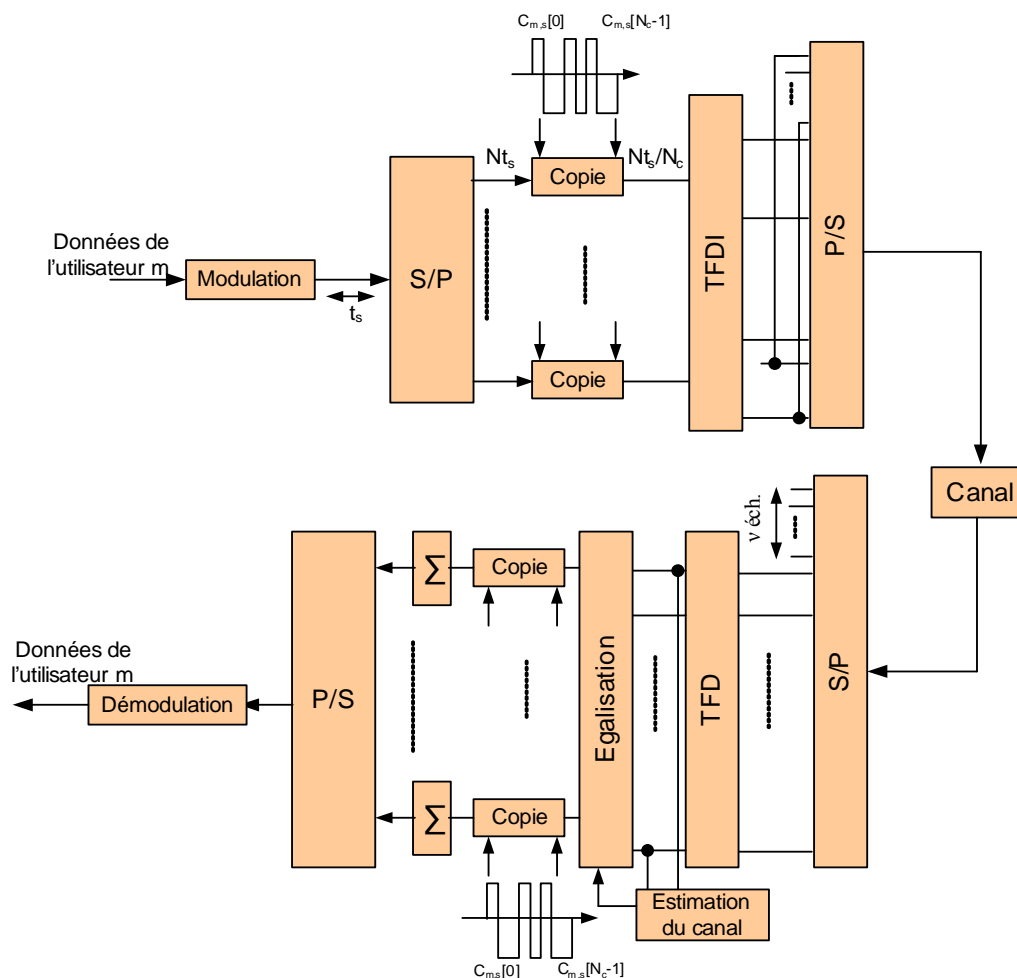 Cm,s[0] Cm,s[Nc-1]
Nts
Nts/Nc
Copie
Données de
l'utilisateur m
Modulation
ts
S/P
TFDI
P/S
Copie
Canal
ν éch.
Σ
Copie
Données de
l'utilisateur m
Démodulation
P/S
Egalisation
TFD
S/P
Σ
Copie
Estimation
du canal
Cm,s[0] Cm,s[Nc-1]